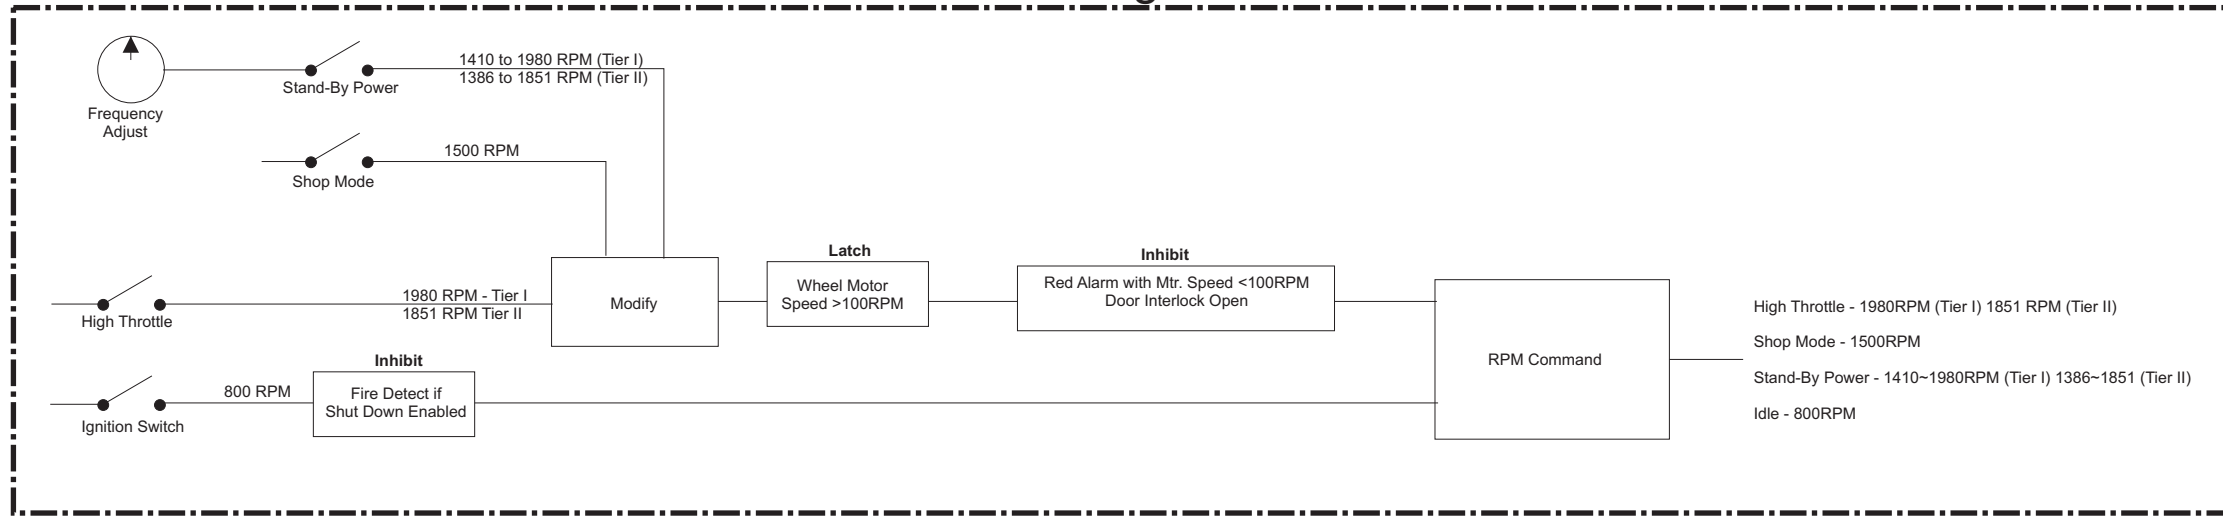 1410 to 1980 RPM (Tier I)
1386 to 1851 RPM (Tier II)
Stand-By Power
Frequency
Adjust
1500 RPM
Shop Mode
1980 RPM - Tier I
1851 RPM Tier II
High Throttle
Modify
Latch
Wheel Motor
Speed >100RPM
Inhibit
Red Alarm with Mtr. Speed <100RPM
Door Interlock Open
Inhibit
800 RPM
Fire Detect if
Shut Down Enabled
Ignition Switch
RPM Command
High Throttle - 1980RPM (Tier I) 1851 RPM (Tier II)
Shop Mode - 1500RPM
Stand-By Power - 1410~1980RPM (Tier I) 1386~1851 (Tier II)
Idle - 800RPM